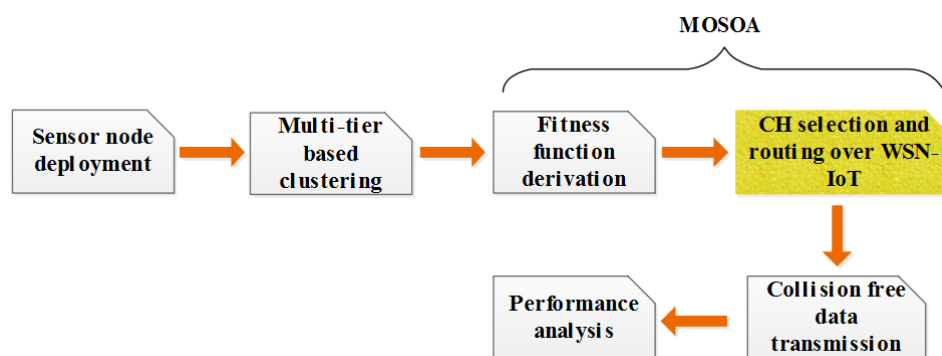 MOSOA
Sensor node
deployment
Multi-tier
based
clustering
Fitness
function
derivation
CH selection and
routing over WSN-
IoT
Performance
analysis
Collision free
data
transmission